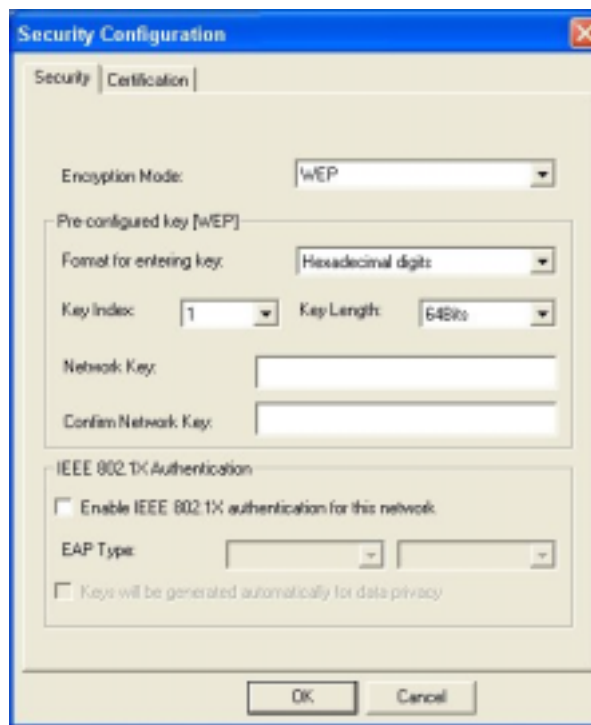 Security Configuration
Security Certification
Encryption Mode: WEP
Pre-configured key [WEP]
Format for entering key: Hexadecimal digits
Key Index: 1 Key Length: 64Bits
Network Key:
Confirm Network Key:
IEEE 802.1X Authentication
Enable IEEE 802.1X authentication for this network
EAP Type:
Keys will be generated automatically for data privacy
OK Cancel